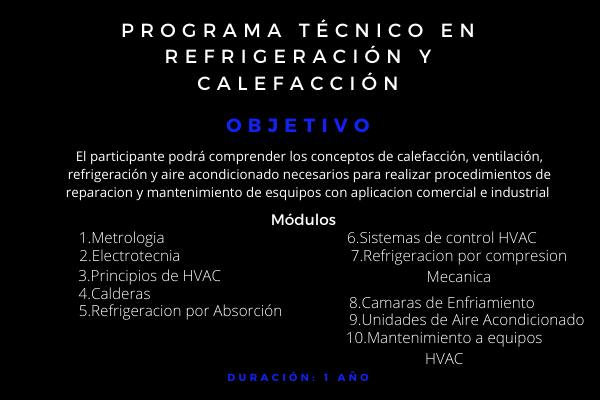 PROGRAMA TÉCNICO EN
REFRIGERACIÓN Y
CALEFACCIÓN
OBJETIVO
El participante podrá comprender los conceptos de calefacción, ventilación,
refrigeración y aire acondicionado necesarios para realizar procedimientos de
reparacion y mantenimiento de esquipos con aplicacion comercial e industrial
Módulos
1.Metrologia
2.Electrotecnia
3.Principios de HVAC
4.Calderas
5.Refrigeracion por Absorción
6.Sistemas de control HVAC
7.Refrigeracion por compresion
Mecanica
8.Camaras de Enfriamiento
9.Unidades de Aire Acondicionado
10.Mantenimiento a equipos
HVAC
DURACIÓN: 1 AÑO